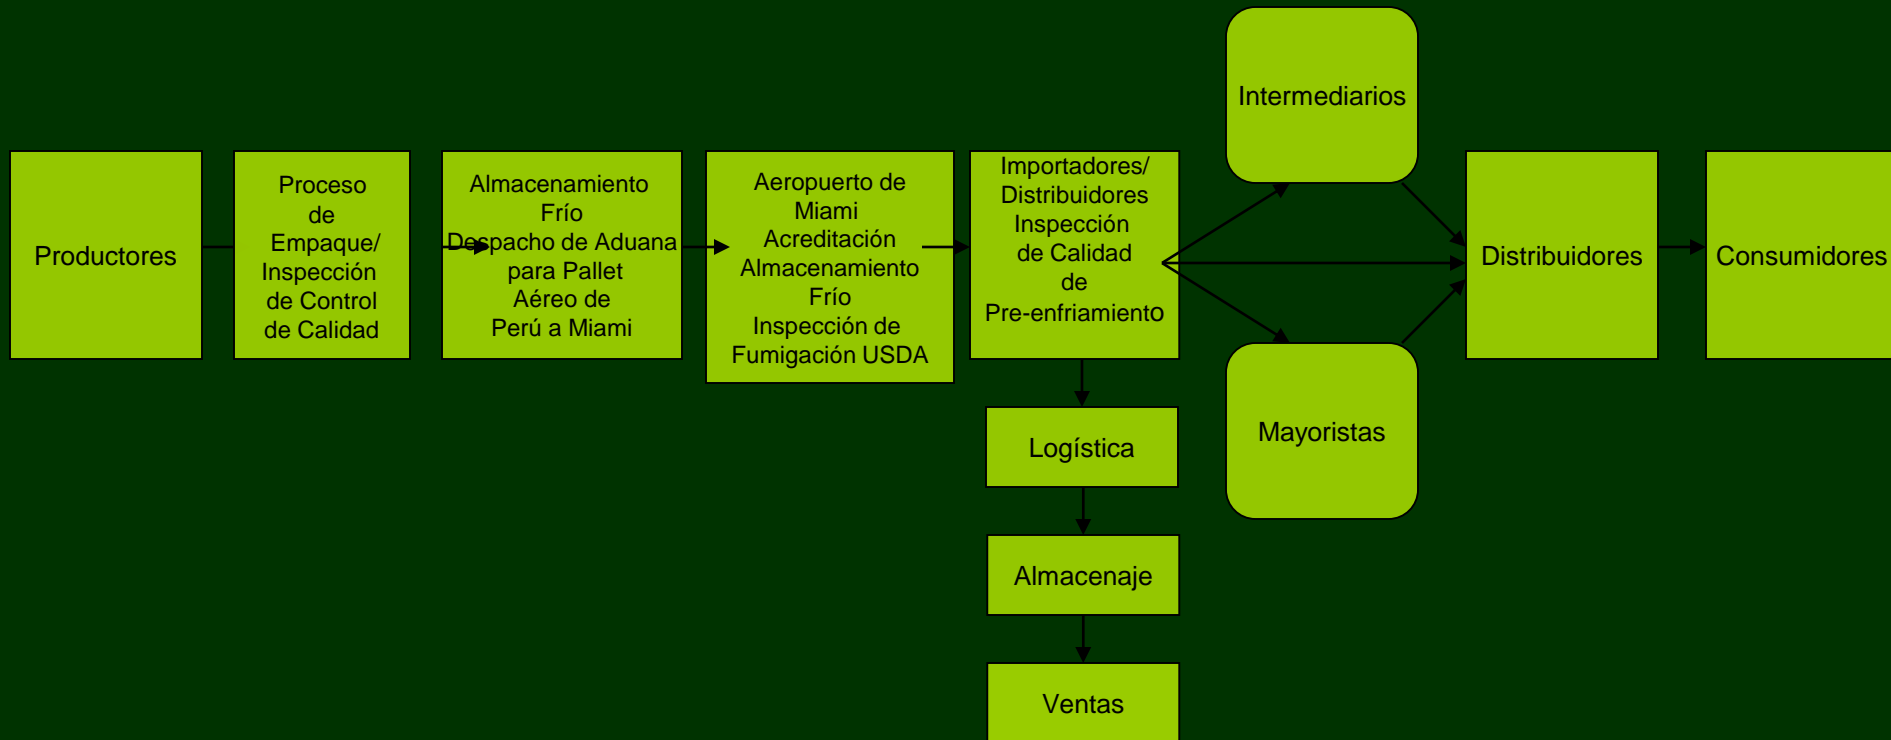 Productores
Proceso
de
Empaque/
Inspección
de Control
de Calidad
Almacenamiento
Frío
Despacho de Aduana
para Pallet
Aéreo de
Perú a Miami
Aeropuerto de
Miami
Acreditación
Almacenamiento
Frío
Inspección de
Fumigación USDA
Importadores/
Distribuidores
Inspección
de Calidad
de
Pre-enfriamiento
Intermediarios
Mayoristas
Distribuidores
Consumidores
Logística
Almacenaje
Ventas